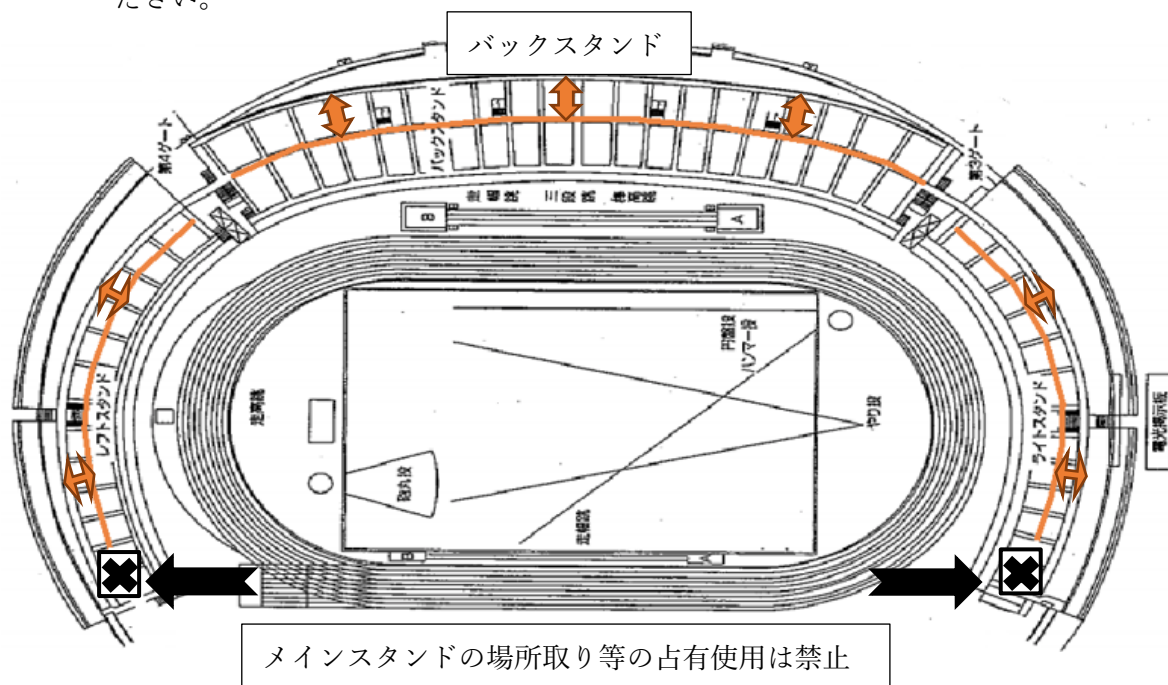 ださい。
バックスタンド
第4ゲート
バックスタンド
第3ゲート
走幅跳
三段跳
棒高跳
B
A
円盤投
ハンマー投
レフトスタンド
走高跳
砲丸投
やり投
ライトスタンド
電光掲示板
走幅跳
B
A
メインスタンドの場所取り等の占有使用は禁止